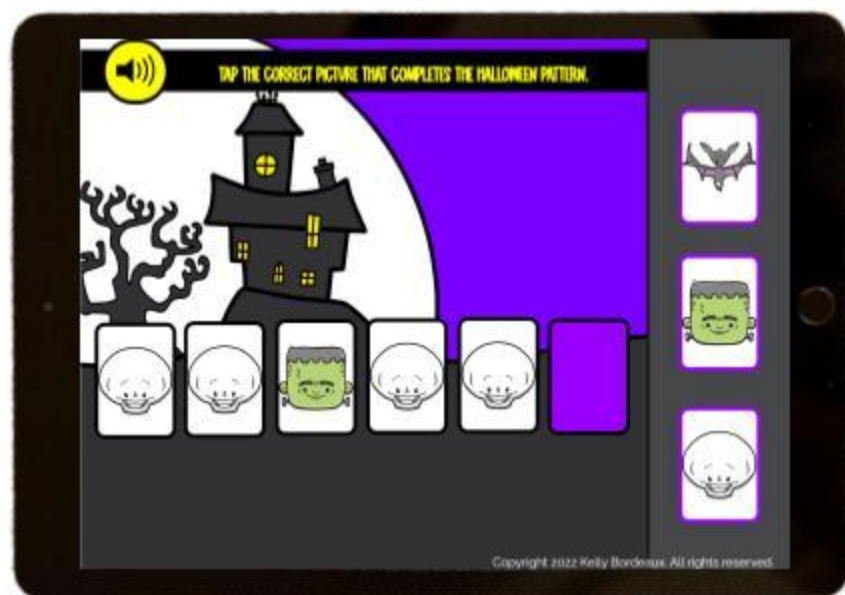 TAP THE CORRECT PICTURE THAT COMPLETES THE HALLOWEEN PATTERN.
Copyright 2022 Kelly Bordeaux. All rights reserved.